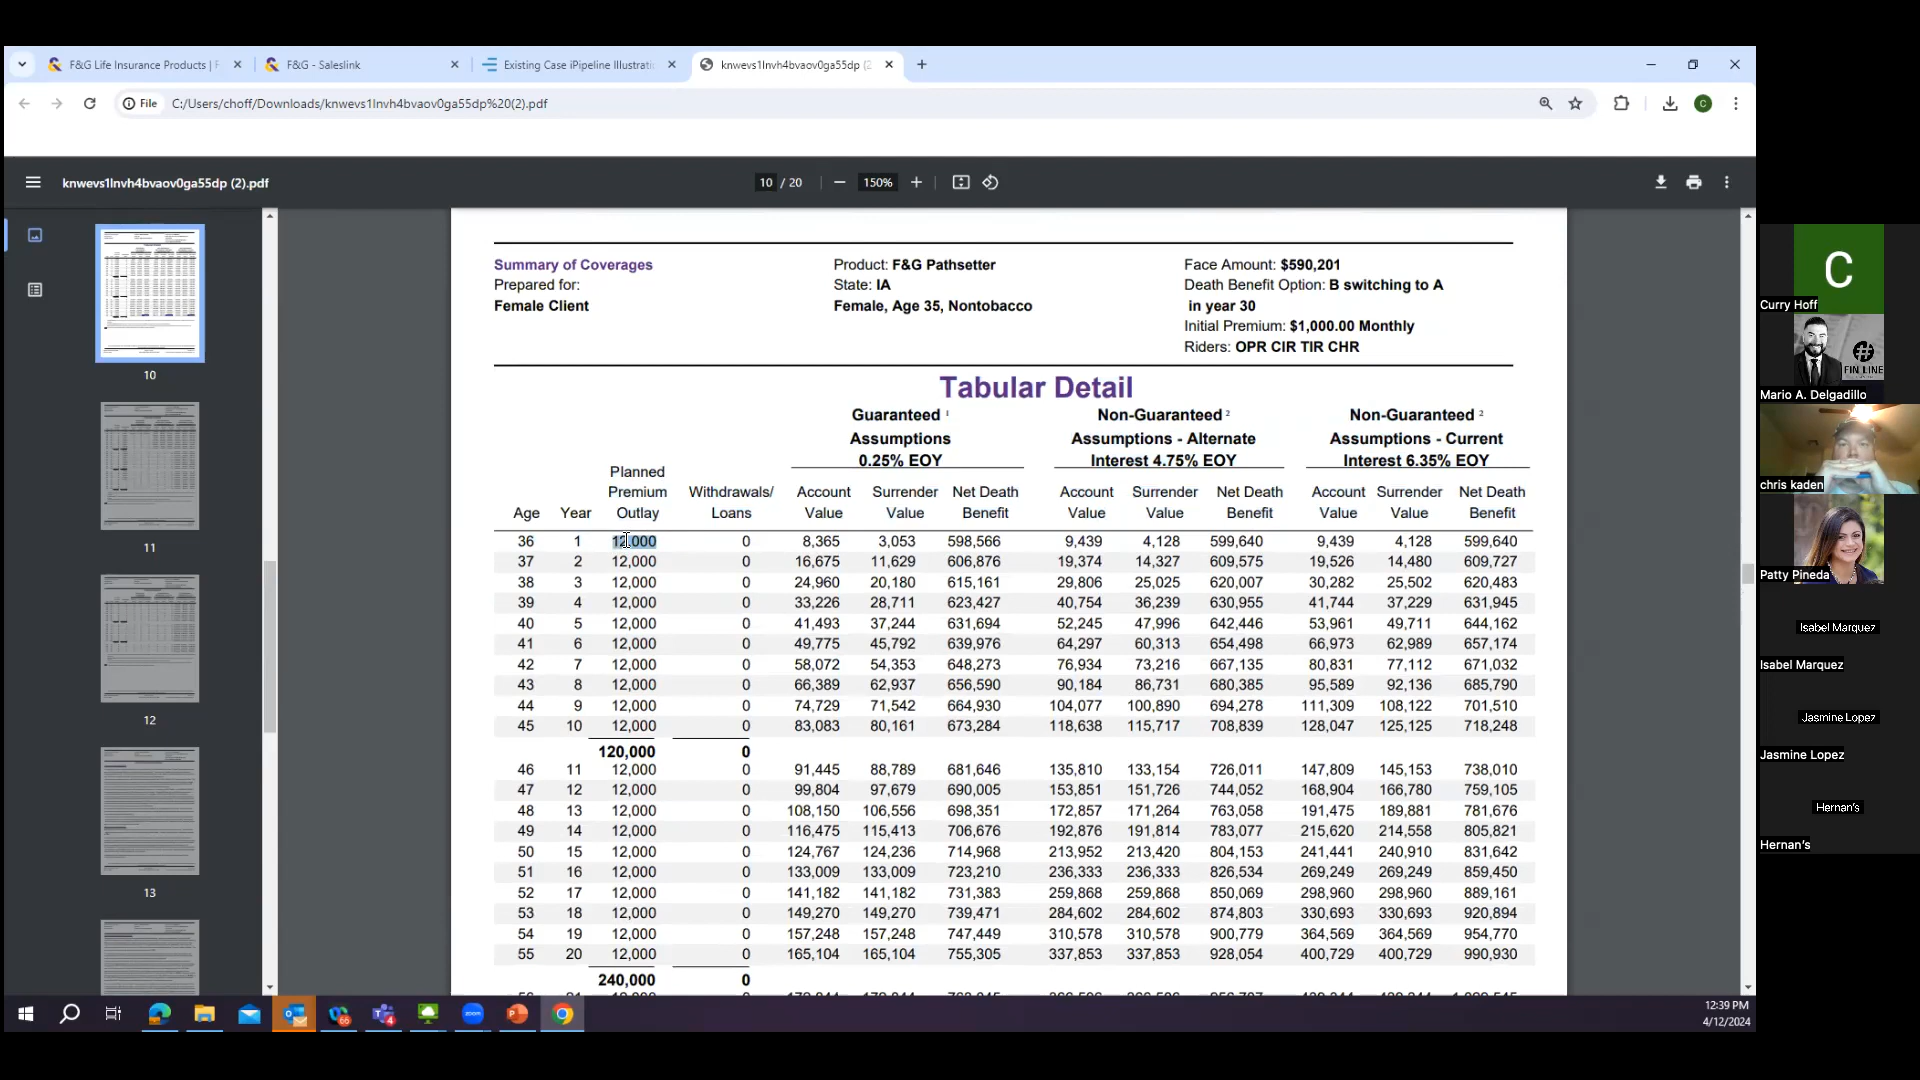 F&G Life Insurance Products | F
F&G - Saleslink
Existing Case iPipeline Illustrati
knwevs1lnvh4bvaov0ga55dp (2
File
C:/Users/choff/Downloads/knwevs1lnvh4bvaov0ga55dp%20(2).pdf
C
knwevs1lnvh4bvaov0ga55dp (2).pdf
10 / 20
150%
10
11
12
13
Summary of Coverages
Prepared for:
Female Client
Product: F&G Pathsetter
State: IA
Female, Age 35, Nontobacco
Face Amount: $590,201
Death Benefit Option: B switching to A
in year 30
Initial Premium: $1,000.00 Monthly
Riders: OPR CIR TIR CHR
Tabular Detail
Guaranteed 1 Non-Guaranteed 2 Non-Guaranteed 2
Assumptions Assumptions - Alternate Assumptions - Current
0.25% EOY Interest 4.75% EOY Interest 6.35% EOY
Planned
Premium Withdrawals/ Account Surrender Net Death Account Surrender Net Death Account Surrender Net Death
Age Year Outlay Loans Value Value Benefit Value Value Benefit Value Value Benefit
36 1 12,000 0 8,365 3,053 598,566 9,439 4,128 599,640 9,439 4,128 599,640
37 2 12,000 0 16,675 11,629 606,876 19,374 14,327 609,575 19,526 14,480 609,727
38 3 12,000 0 24,960 20,180 615,161 29,806 25,025 620,007 30,282 25,502 620,483
39 4 12,000 0 33,226 28,711 623,427 40,754 36,239 630,955 41,744 37,229 631,945
40 5 12,000 0 41,493 37,244 631,694 52,245 47,996 642,446 53,961 49,711 644,162
41 6 12,000 0 49,775 45,792 639,976 64,297 60,313 654,498 66,973 62,989 657,174
42 7 12,000 0 58,072 54,353 648,273 76,934 73,216 667,135 80,831 77,112 671,032
43 8 12,000 0 66,389 62,937 656,590 90,184 86,731 680,385 95,589 92,136 685,790
44 9 12,000 0 74,729 71,542 664,930 104,077 100,890 694,278 111,309 108,122 701,510
45 10 12,000 0 83,083 80,161 673,284 118,638 115,717 708,839 128,047 125,125 718,248
120,000 0
46 11 12,000 0 91,445 88,789 681,646 135,810 133,154 726,011 147,809 145,153 738,010
47 12 12,000 0 99,804 97,679 690,005 153,851 151,726 744,052 168,904 166,780 759,105
48 13 12,000 0 108,150 106,556 698,351 172,857 171,264 763,058 191,475 189,881 781,676
49 14 12,000 0 116,475 115,413 706,676 192,876 191,814 783,077 215,620 214,558 805,821
50 15 12,000 0 124,767 124,236 714,968 213,952 213,420 804,153 241,441 240,910 831,642
51 16 12,000 0 133,009 133,009 723,210 236,333 236,333 826,534 269,249 269,249 859,450
52 17 12,000 0 141,182 141,182 731,383 259,868 259,868 850,069 298,960 298,960 889,161
53 18 12,000 0 149,270 149,270 739,471 284,602 284,602 874,803 330,693 330,693 920,894
54 19 12,000 0 157,248 157,248 747,449 310,578 310,578 900,779 364,569 364,569 954,770
55 20 12,000 0 165,104 165,104 755,305 337,853 337,853 928,054 400,729 400,729 990,930
240,000 0
C
Curry Hoff
FIN LINE
Mario A. Delgadillo
chris kaden
Patty Pineda
Isabel Marquez
Isabel Marquez
Jasmine Lopez
Jasmine Lopez
Hernan's
Hernan's
zoom
12:39 PM
4/12/2024